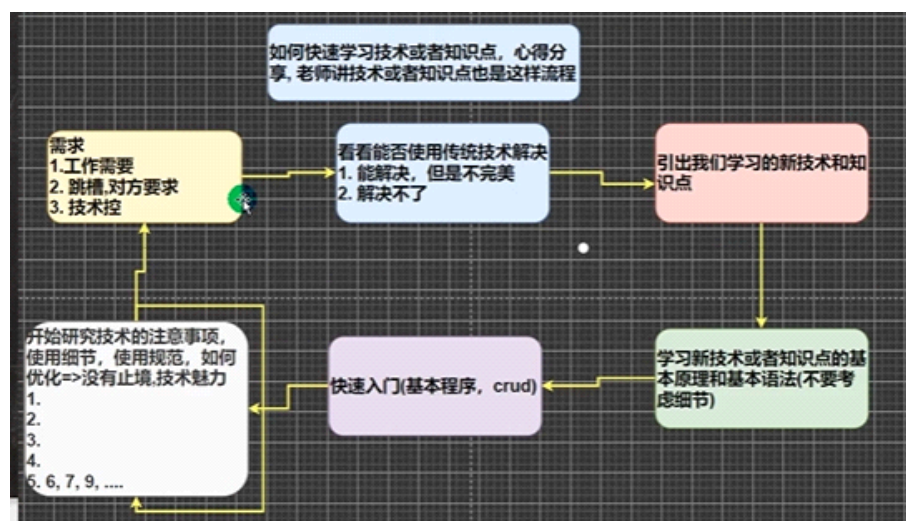 如何快速学习技术或者知识点，心得分
享, 老师讲技术或者知识点也是这样流程
需求
1.工作需要
2. 跳槽,对方要求
3. 技术控
看看能否使用传统技术解决
1. 能解决，但是不完美
2. 解决不了
引出我们学习的新技术和知
识点
开始研究技术的注意事项，
使用细节，使用规范，如何
优化=>没有止境,技术魅力
1.
2.
3.
4.
5. 6, 7, 9, ....
快速入门(基本程序，crud)
学习新技术或者知识点的基
本原理和基本语法(不要考
虑细节)